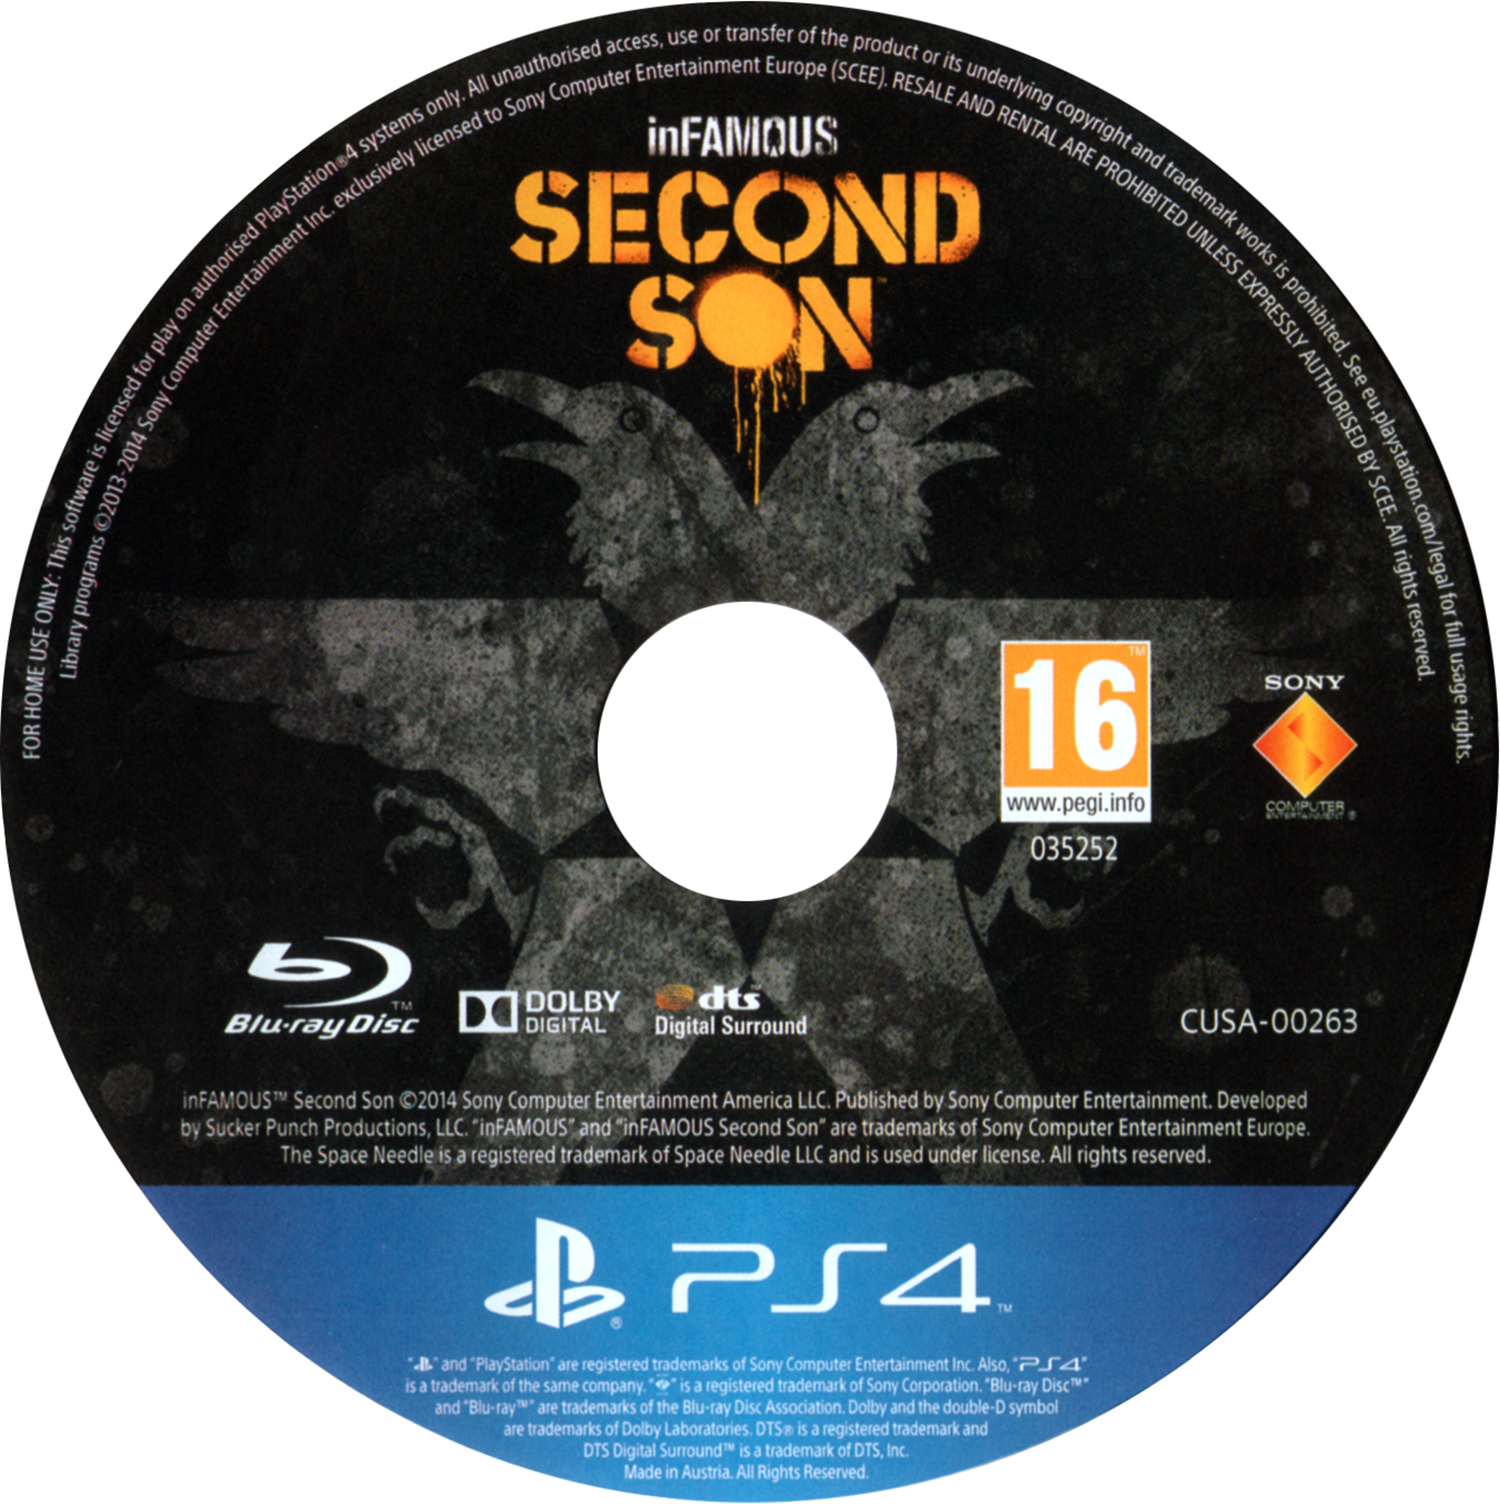 FOR HOME USE ONLY: This software is licensed for play on authorised PlayStation®4 systems only. All unauthorised access, use or transfer of the product or its underlying copyright and trademark works is prohibited. See eu.playstation.com/legal for full usage rights.
Library programs ©2013-2014 Sony Computer Entertainment Inc. exclusively licensed to Sony Computer Entertainment Europe (SCEE). RESALE AND RENTAL ARE PROHIBITED UNLESS EXPRESSLY AUTHORISED BY SCEE. All rights reserved.
inFAMOUS
SECOND
SON™
16™
www.pegi.info
035252
SONY
COMPUTER
ENTERTAINMENT®
Blu-ray Disc™
DOLBY
DIGITAL
dts™
Digital Surround
CUSA-00263
inFAMOUS™ Second Son ©2014 Sony Computer Entertainment America LLC. Published by Sony Computer Entertainment. Developed
by Sucker Punch Productions, LLC. “inFAMOUS” and “inFAMOUS Second Son” are trademarks of Sony Computer Entertainment Europe.
The Space Needle is a registered trademark of Space Needle LLC and is used under license. All rights reserved.
® PS4™
“ ” and “PlayStation” are registered trademarks of Sony Computer Entertainment Inc. Also, “PS4”
is a trademark of the same company. “ ” is a registered trademark of Sony Corporation. “Blu-ray Disc™”
and “Blu-ray™” are trademarks of the Blu-ray Disc Association. Dolby and the double-D symbol
are trademarks of Dolby Laboratories. DTS® is a registered trademark and
DTS Digital Surround™ is a trademark of DTS, Inc.
Made in Austria. All Rights Reserved.